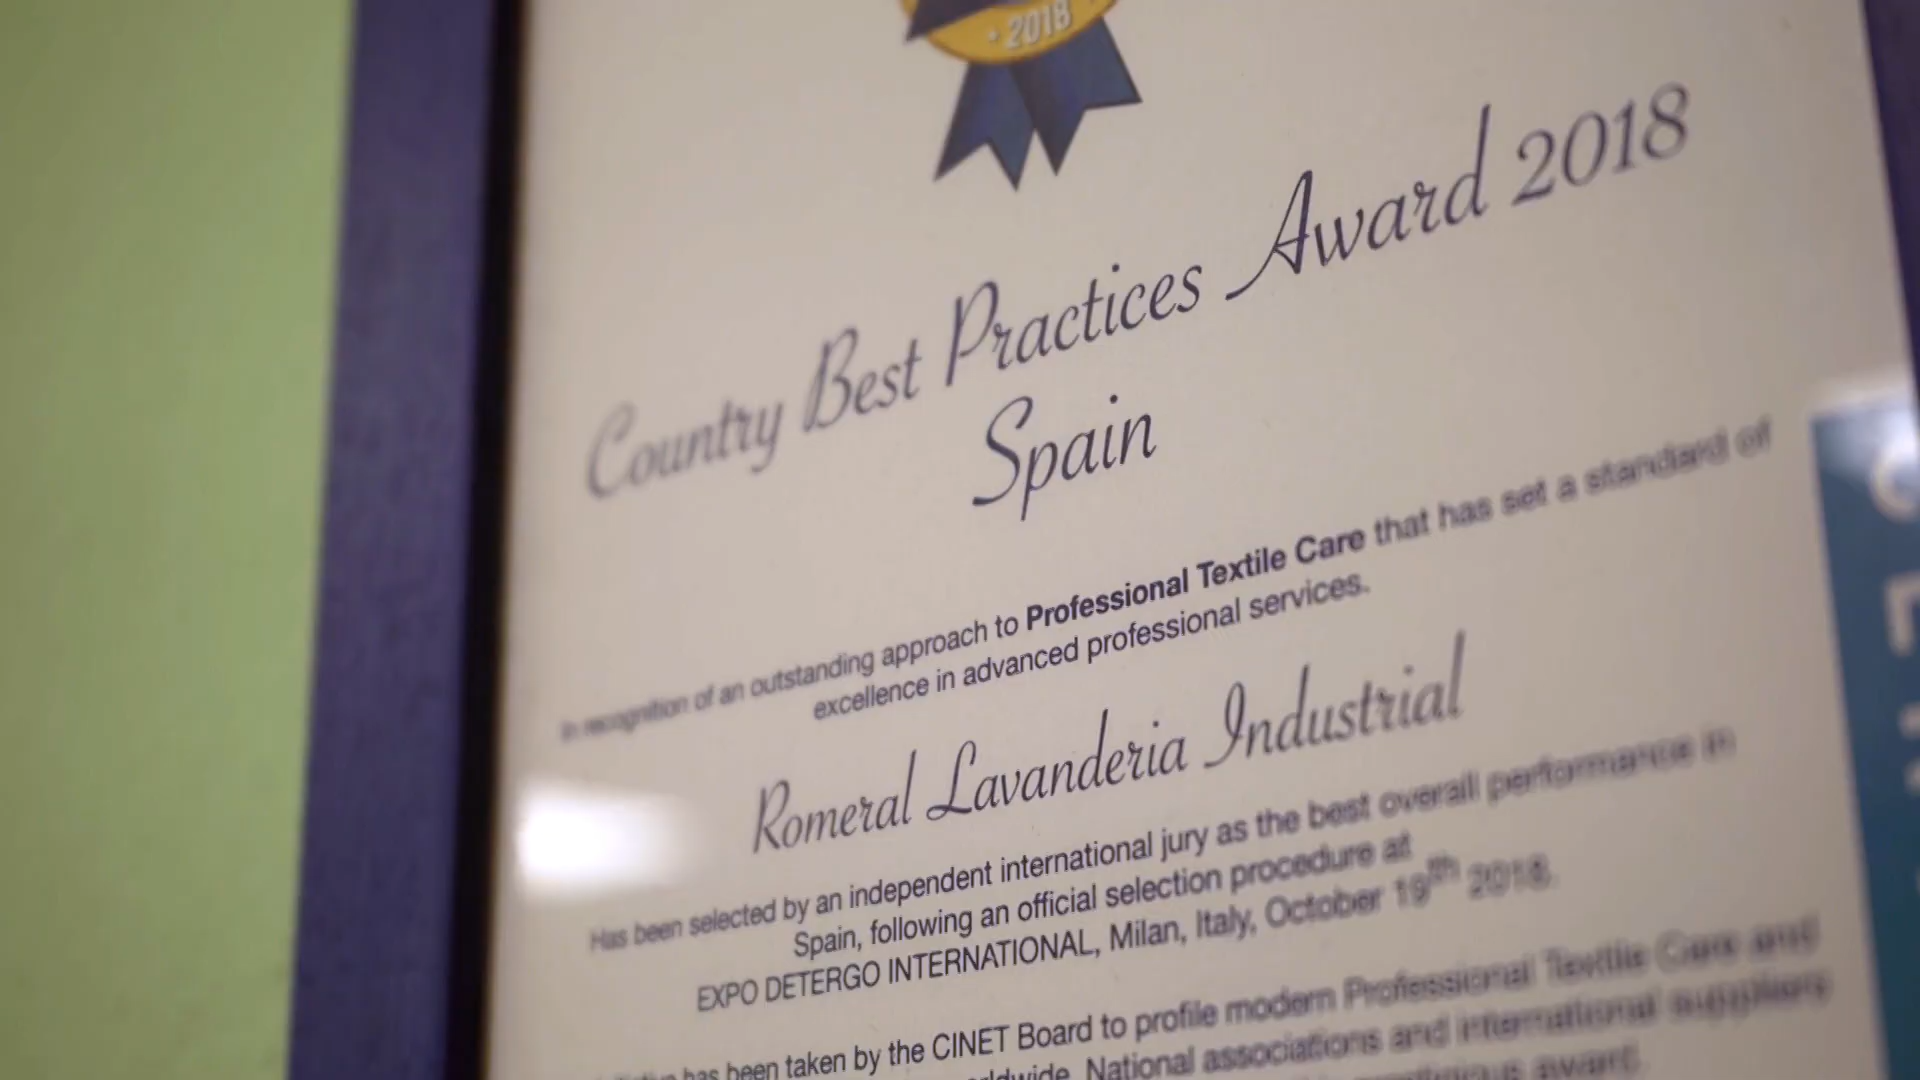 2018
Country Best Practices Award 2018
Spain
In recognition of an outstanding approach to Professional Textile Care that has set a standard of
excellence in advanced professional services.
Romeral Lavanderia Industrial
Has been selected by an independent international jury as the best overall performance in
Spain, following an official selection procedure at
EXPO DETERGO INTERNATIONAL, Milan, Italy, October 19th 2018.
has been taken by the CINET Board to profile modern Professional Textile Care and
National associations and international suppliers
award.